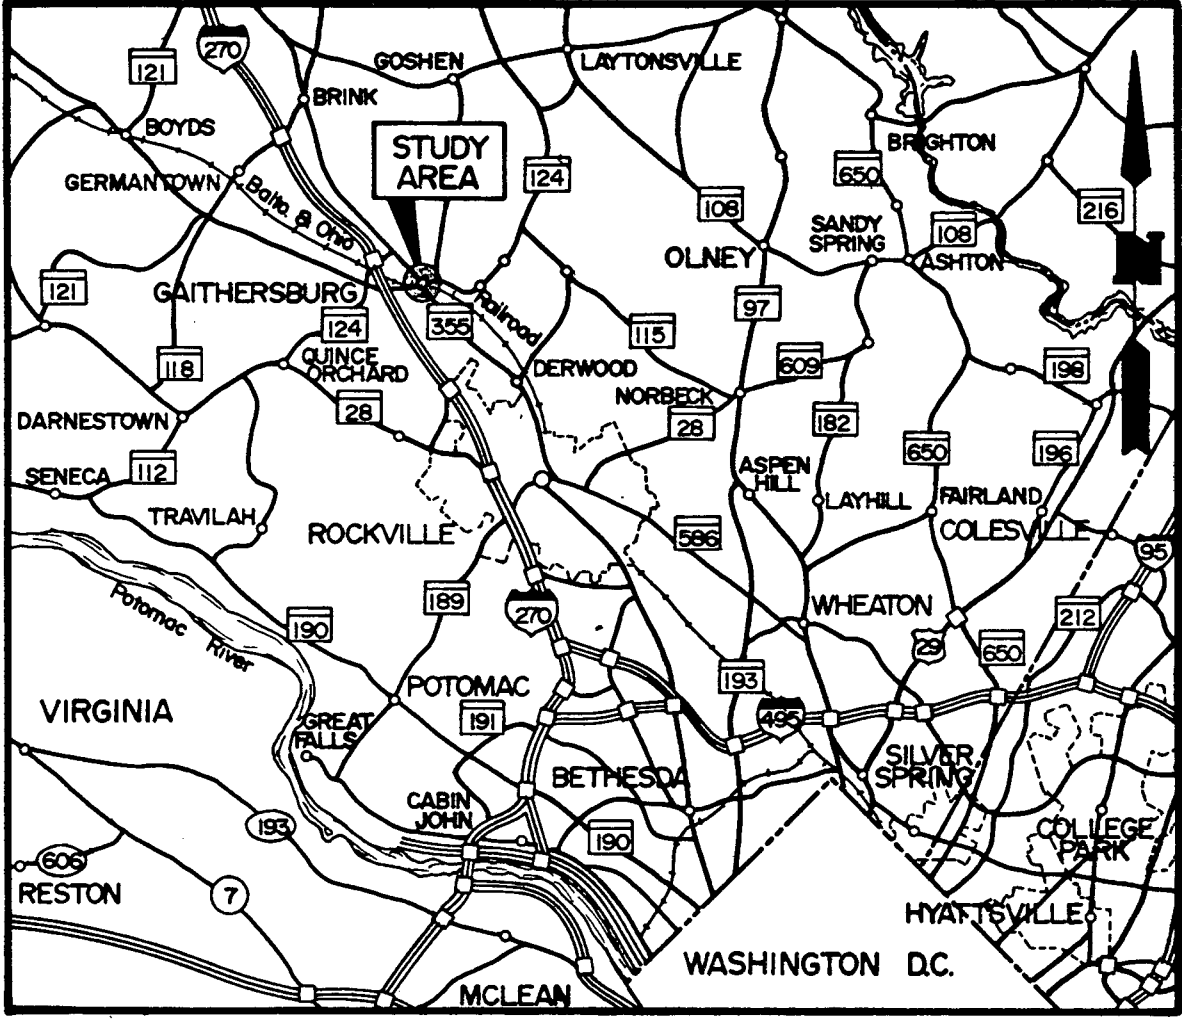 270
121
GOSHEN
LAYTONSVILLE
BRINK
BOYDS
STUDY
AREA
BRIGHTON
GERMANTOWN
124
650
Balto. & Ohio
108
216
SANDY
SPRING
108
OLNEY
ASHTON
121
GAITHERSBURG
Railroad
97
124
355
115
QUINCE
ORCHARD
118
DERWOOD
609
198
NORBECK
28
28
182
DARNESTOWN
650
196
112
SENECA
ASPEN
HILL
LAYHILL
FAIRLAND
TRAVILAH
ROCKVILLE
586
COLESVILLE
95
Potomac River
189
270
WHEATON
212
190
29
650
193
POTOMAC
VIRGINIA
191
495
GREAT
FALLS
SILVER
SPRING
BETHESDA
CABIN
JOHN
193
190
COLLEGE
PARK
606
RESTON
7
HYATTSVILLE
WASHINGTON D.C.
MCLEAN
N